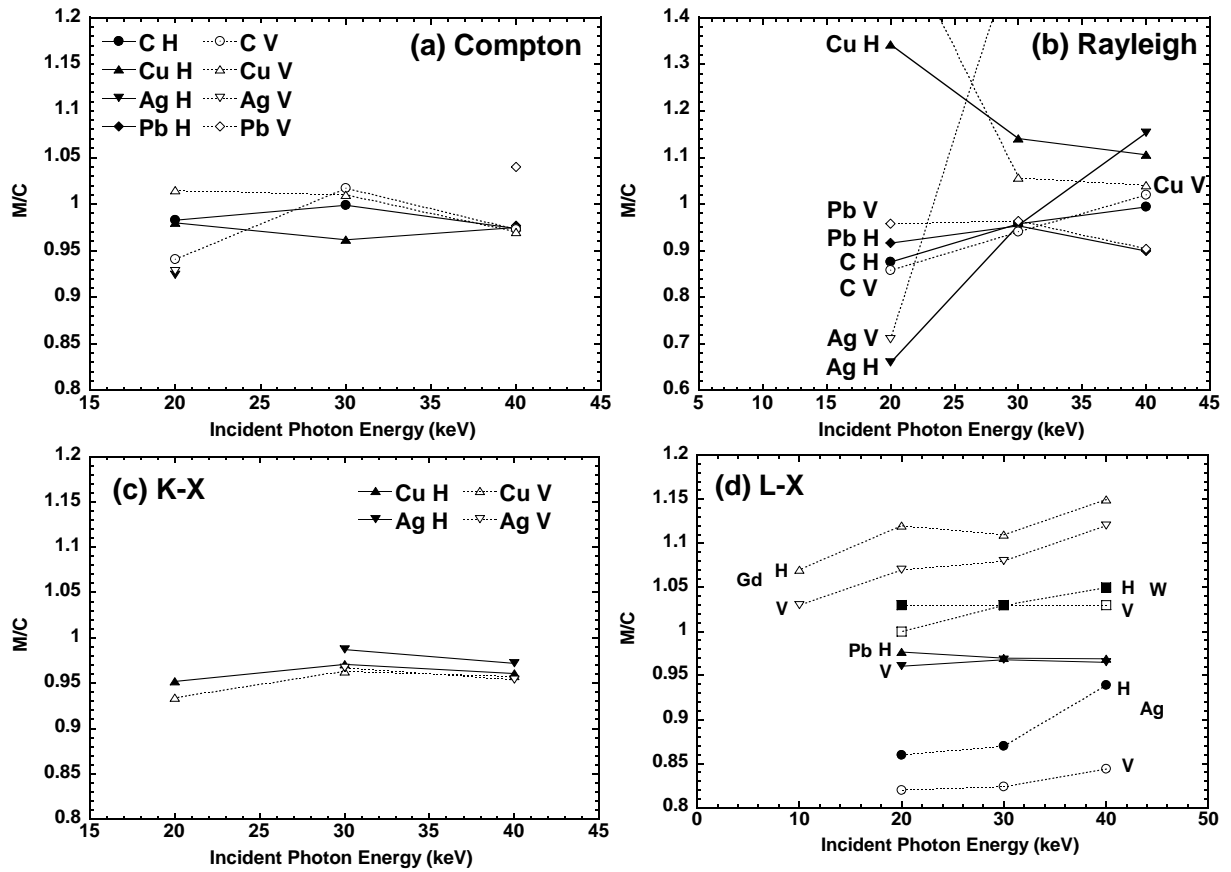 (a) Compton
C H C V
Cu H Cu V
Ag H Ag V
Pb H Pb V
1.2
1.15
1.1
1.05
1
0.95
0.9
0.85
0.8
M/C
15 20 25 30 35 40 45
Incident Photon Energy (keV)
(b) Rayleigh
1.4
1.3
1.2
1.1
1
0.9
0.8
0.7
0.6
M/C
Cu H
Cu V
Pb V
Pb H
C H
C V
Ag V
Ag H
5 10 15 20 25 30 35 40 45
Incident Photon Energy (keV)
(c) K-X
Cu H Cu V
Ag H Ag V
1.2
1.15
1.1
1.05
1
0.95
0.9
0.85
0.8
M/C
15 20 25 30 35 40 45
Incident Photon Energy (keV)
(d) L-X
1.2
1.15
1.1
1.05
1
0.95
0.9
0.85
0.8
M/C
Gd H
V
H W
V
Pb H
V
H
Ag
V
0 10 20 30 40 50
Incident Photon Energy (keV)